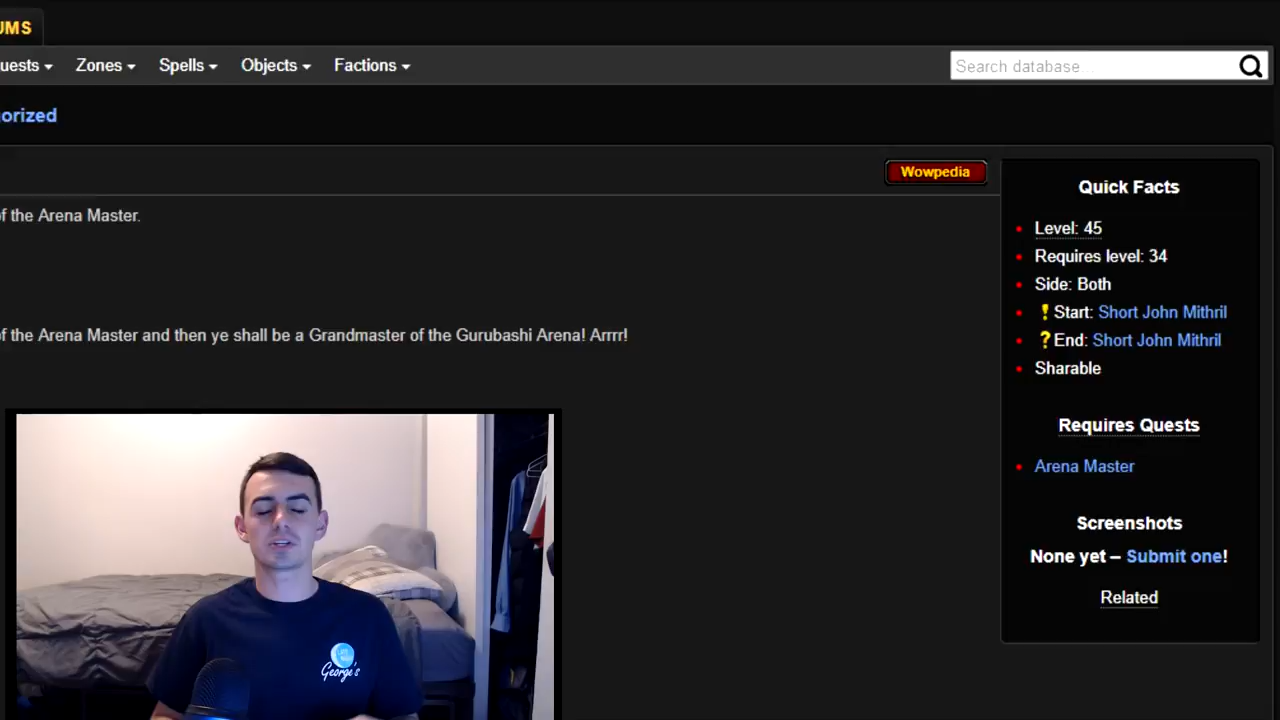 UMS
uests Zones Spells Objects Factions
Search database...
orized
Wowpedia
f the Arena Master.
f the Arena Master and then ye shall be a Grandmaster of the Gurubashi Arena! Arrrr!
Quick Facts
Level: 45
Requires level: 34
Side: Both
! Start: Short John Mithril
? End: Short John Mithril
Sharable
Requires Quests
Arena Master
Screenshots
None yet – Submit one!
Related
George's